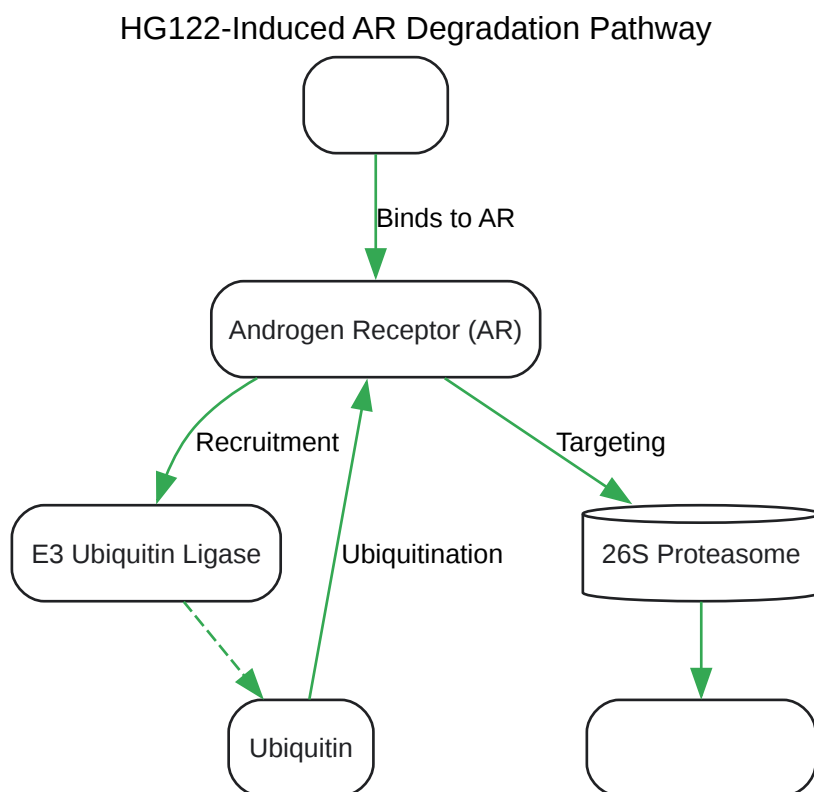 HG122-Induced AR Degradation Pathway
Binds to AR
Androgen Receptor (AR)
Recruitment
Targeting
E3 Ubiquitin Ligase
Ubiquitination
26S Proteasome
Ubiquitin